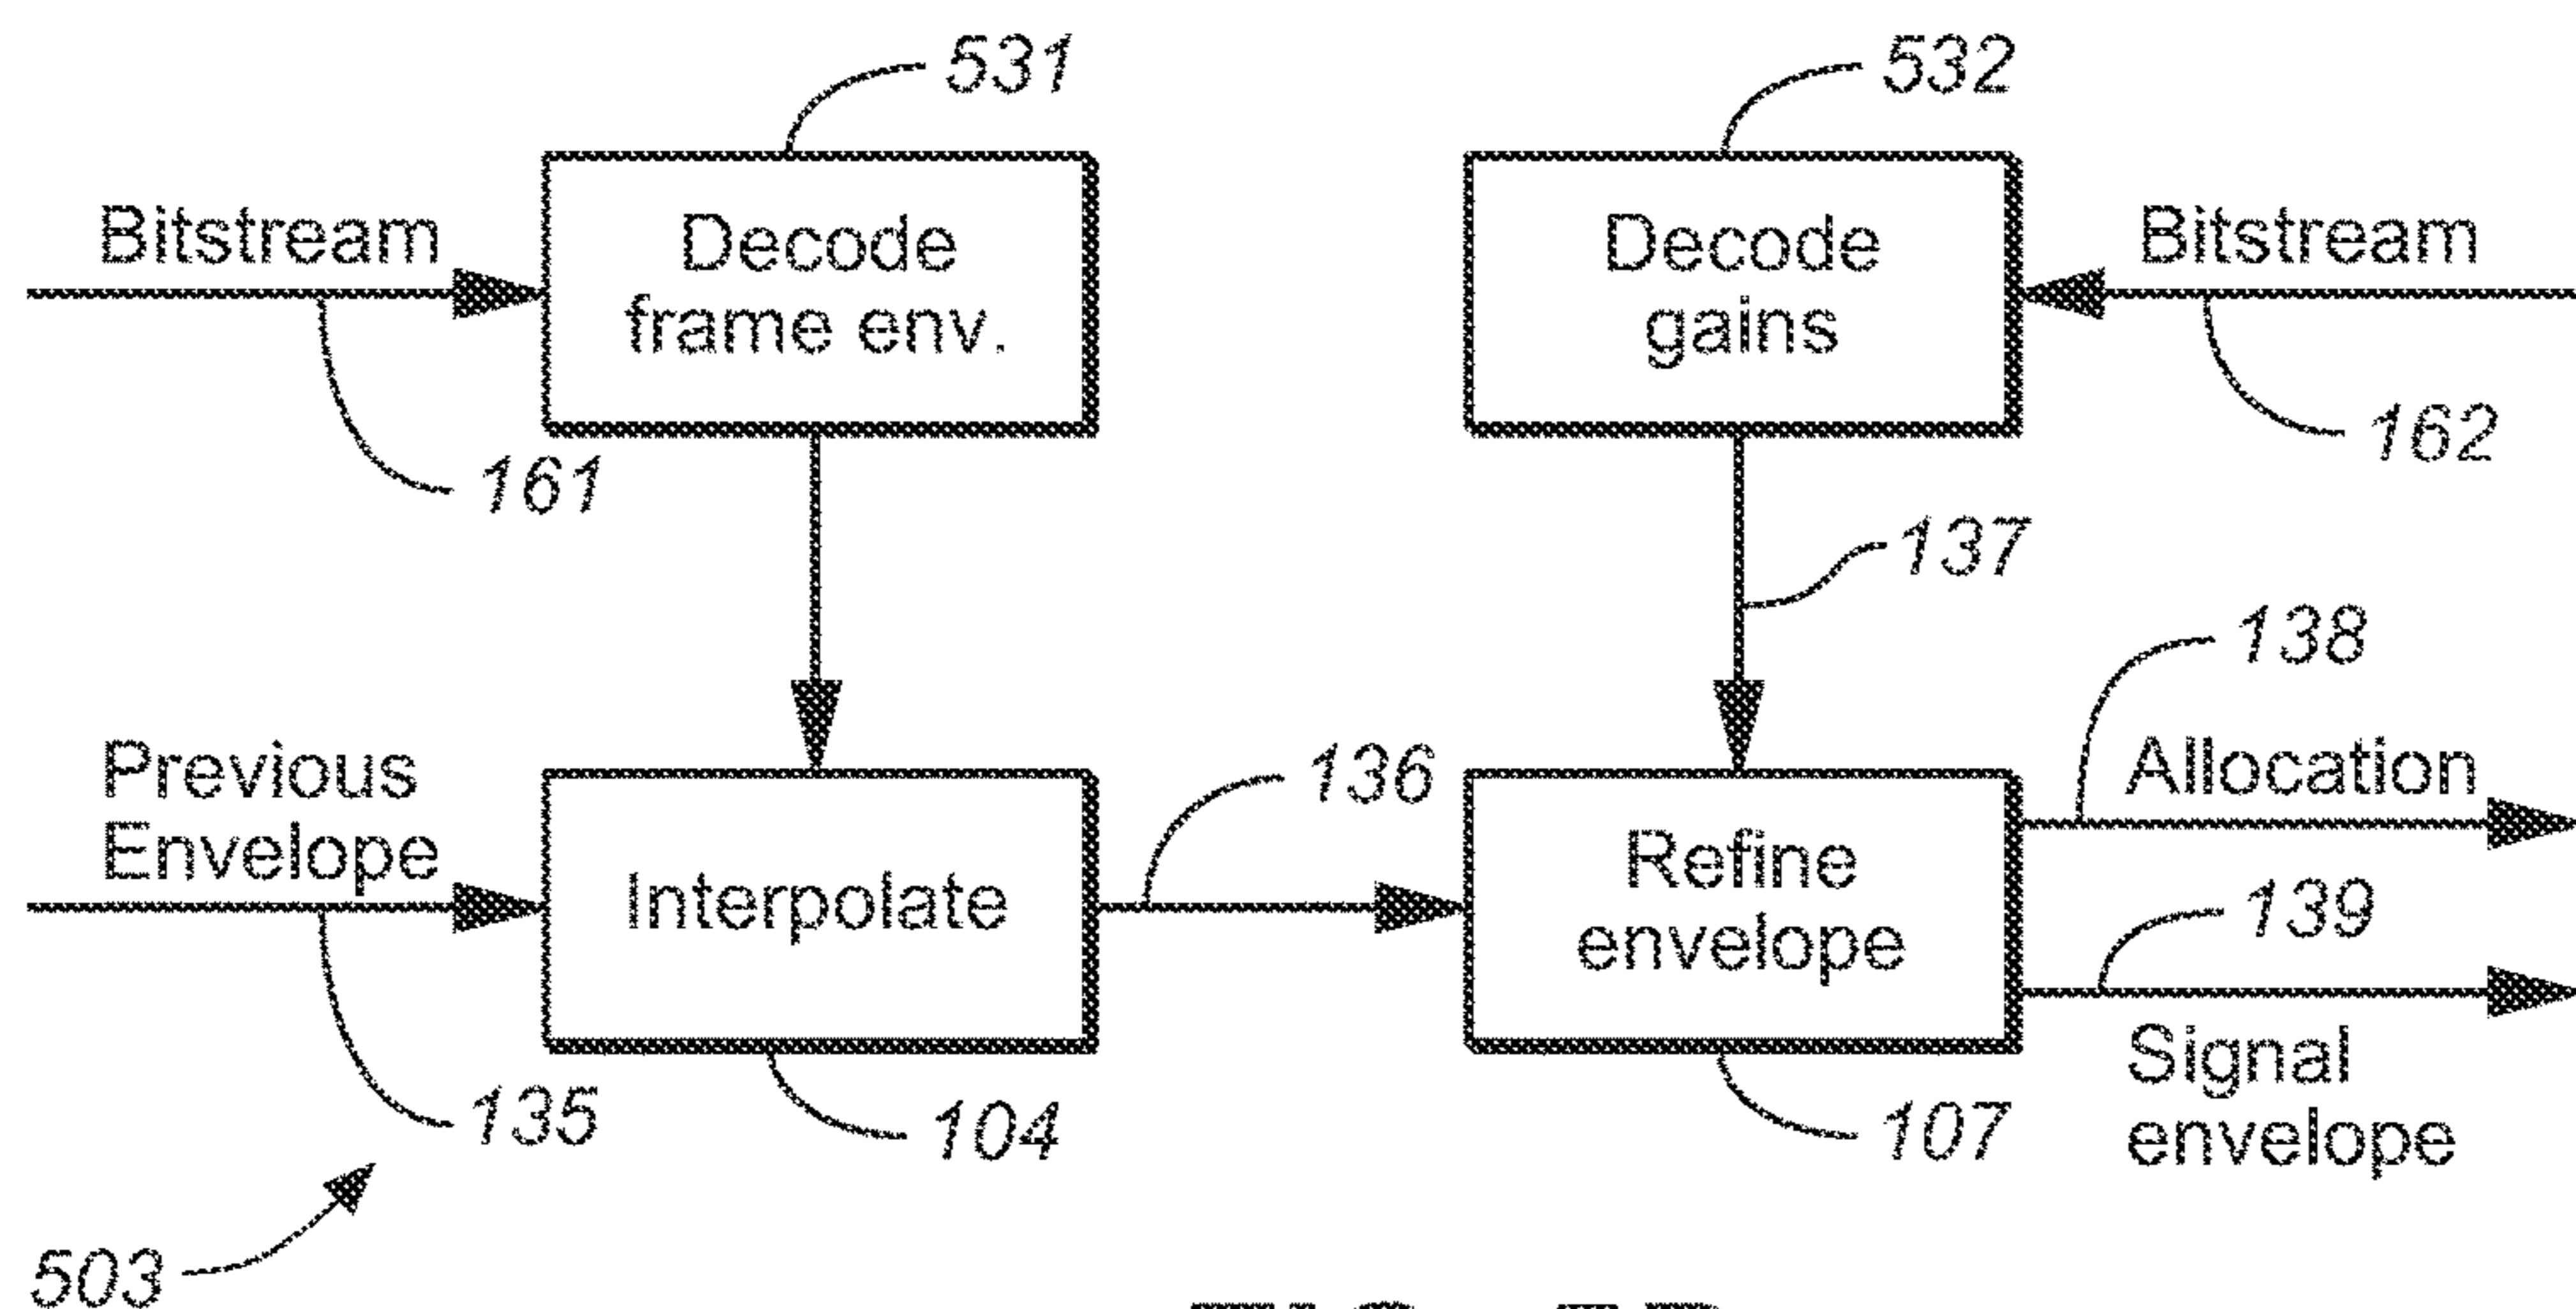 531
532
Bitstream
Decode
frame env.
Decode
gains
Bitstream
161
162
137
138
Previous
Envelope
136
Allocation
Interpolate
Refine
envelope
139
Signal
envelope
135
104
107
503